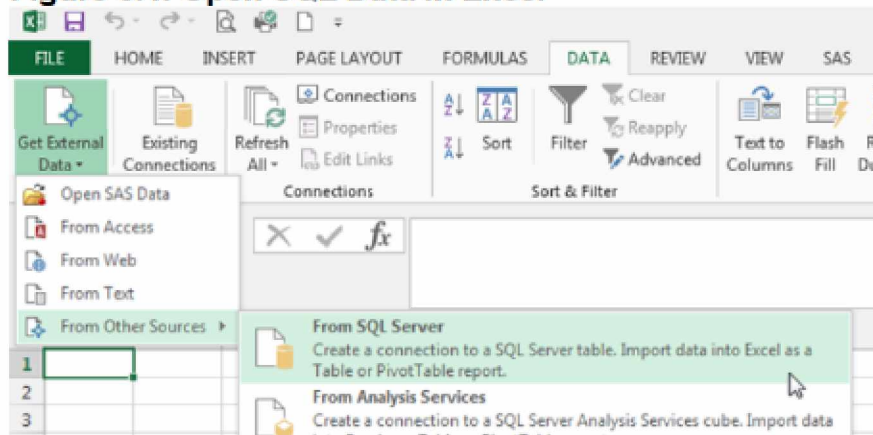 FILE HOME INSERT PAGE LAYOUT FORMULAS DATA REVIEW VIEW SAS
Get External Data
Existing Connections
Refresh All
Connections
Properties
Edit Links
Connections
Sort
Filter
Clear
Reapply
Advanced
Sort & Filter
Text to Columns
Flash Fill
Open SAS Data
From Access
From Web
From Text
From Other Sources
fx
From SQL Server
Create a connection to a SQL Server table. Import data into Excel as a
Table or PivotTable report.
From Analysis Services
Create a connection to a SQL Server Analysis Services cube. Import data
1
2
3